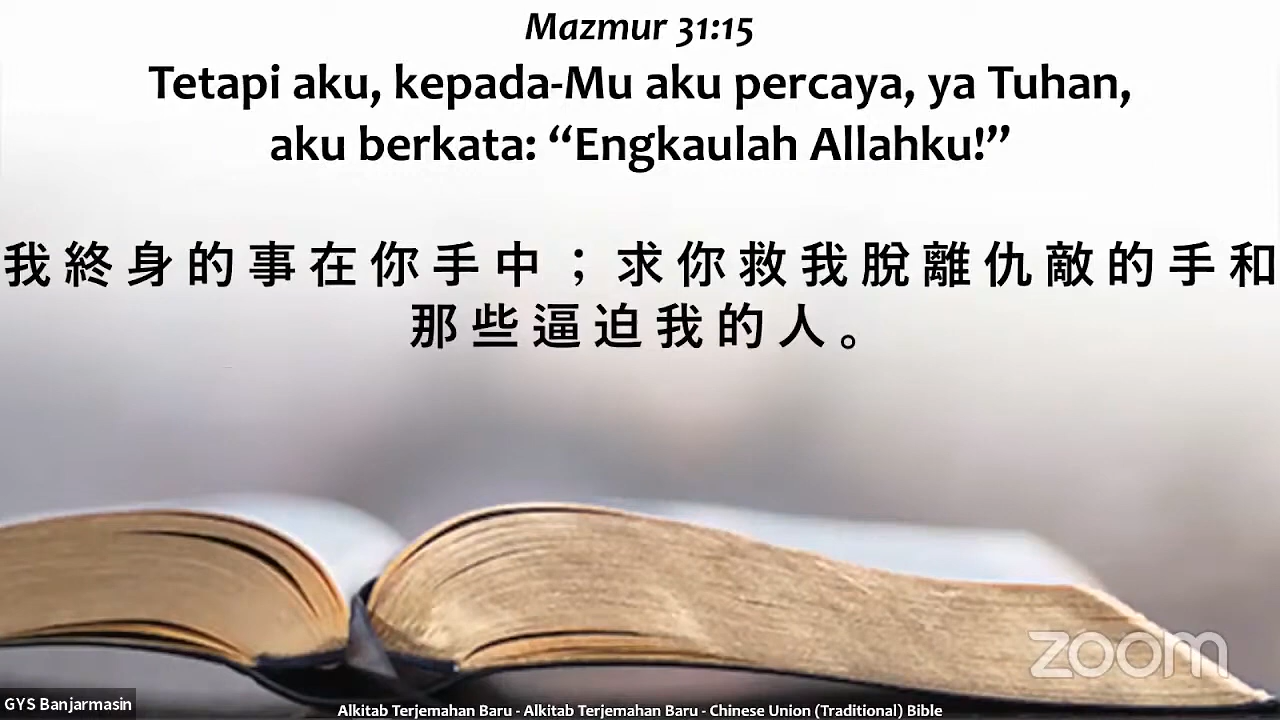 Mazmur 31:15
Tetapi aku, kepada-Mu aku percaya, ya Tuhan,
aku berkata: “Engkaulah Allahku!”
我終身的事在你手中；求你救我脫離仇敵的手和
那些逼迫我的人。
zoom
GYS Banjarmasin
Alkitab Terjemahan Baru - Alkitab Terjemahan Baru - Chinese Union (Traditional) Bible